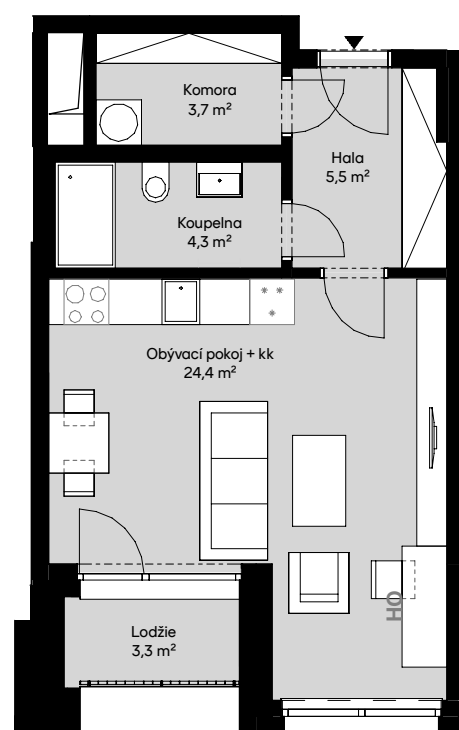 Komora
3,7 m²
Hala
5,5 m²
Koupelna
4,3 m²
Obývací pokoj + kk
24,4 m²
HO
Lodžie
3,3 m²